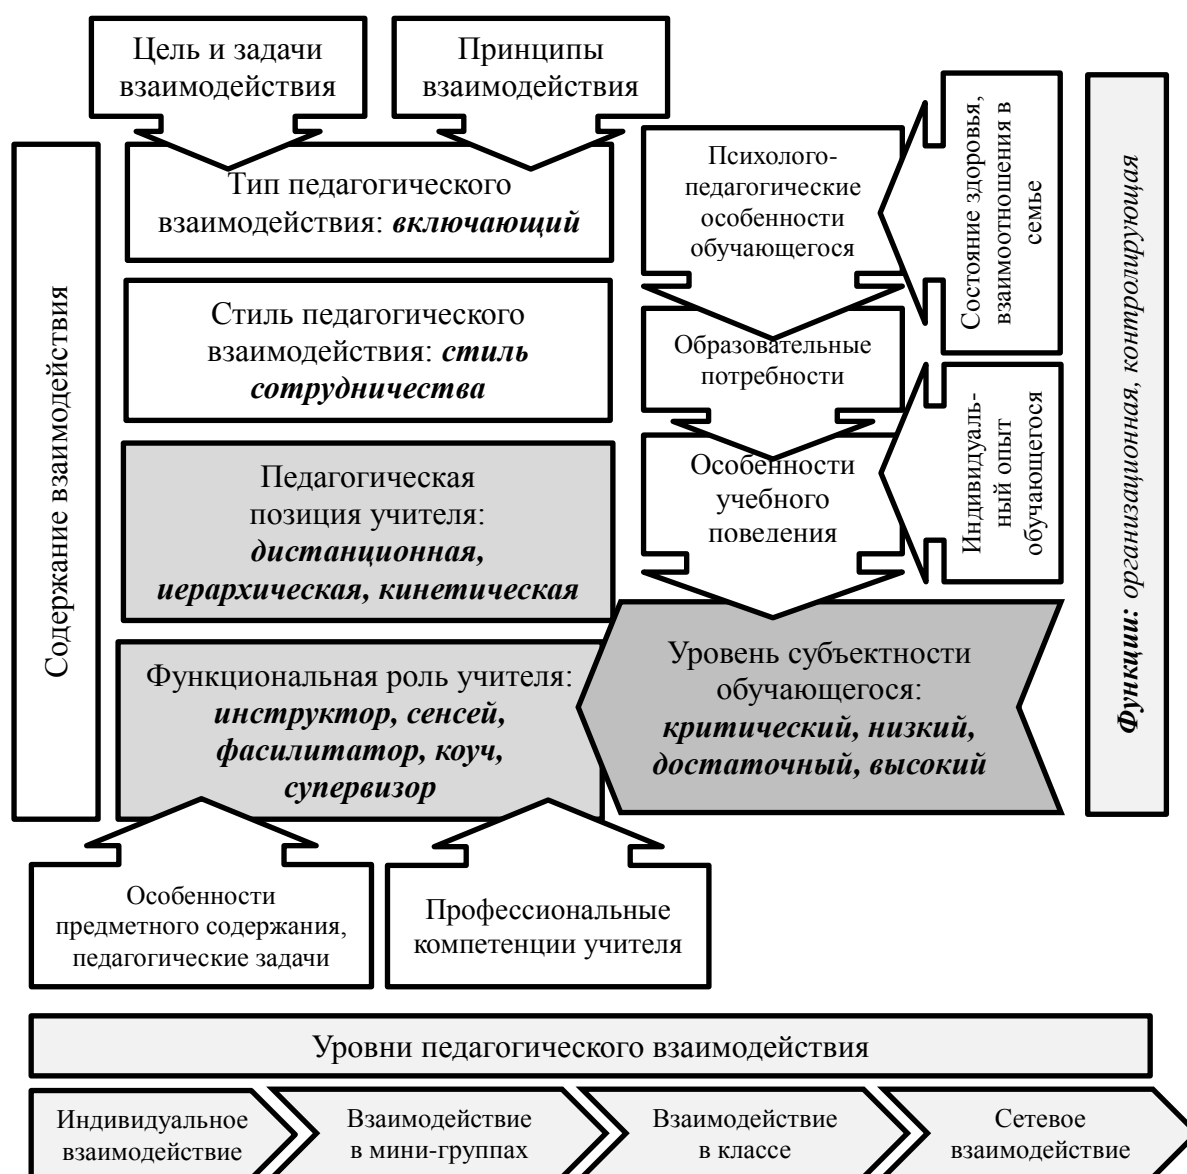 Цель и задачи
взаимодействия
Принципы
взаимодействия
Содержание взаимодействия
Тип педагогического
взаимодействия: включающий
Стиль педагогического
взаимодействия: стиль
сотрудничества
Педагогическая
позиция учителя:
дистанционная,
иерархическая, кинетическая
Функциональная роль учителя:
инструктор, сенсей,
фасилитатор, коуч,
супервизор
Особенности
предметного содержания,
педагогические задачи
Профессиональные
компетенции учителя
Психолого-
педагогические
особенности
обучающегося
Образовательные
потребности
Особенности
учебного
поведения
Уровень субъектности
обучающегося:
критический, низкий,
достаточный, высокий
Состояние здоровья,
взаимоотношения в
семье
Индивидуаль-
ный опыт
обучающегося
Функции: организационная, контролирующая
Уровни педагогического взаимодействия
Индивидуальное
взаимодействие
Взаимодействие
в мини-группах
Взаимодействие
в классе
Сетевое
взаимодействие